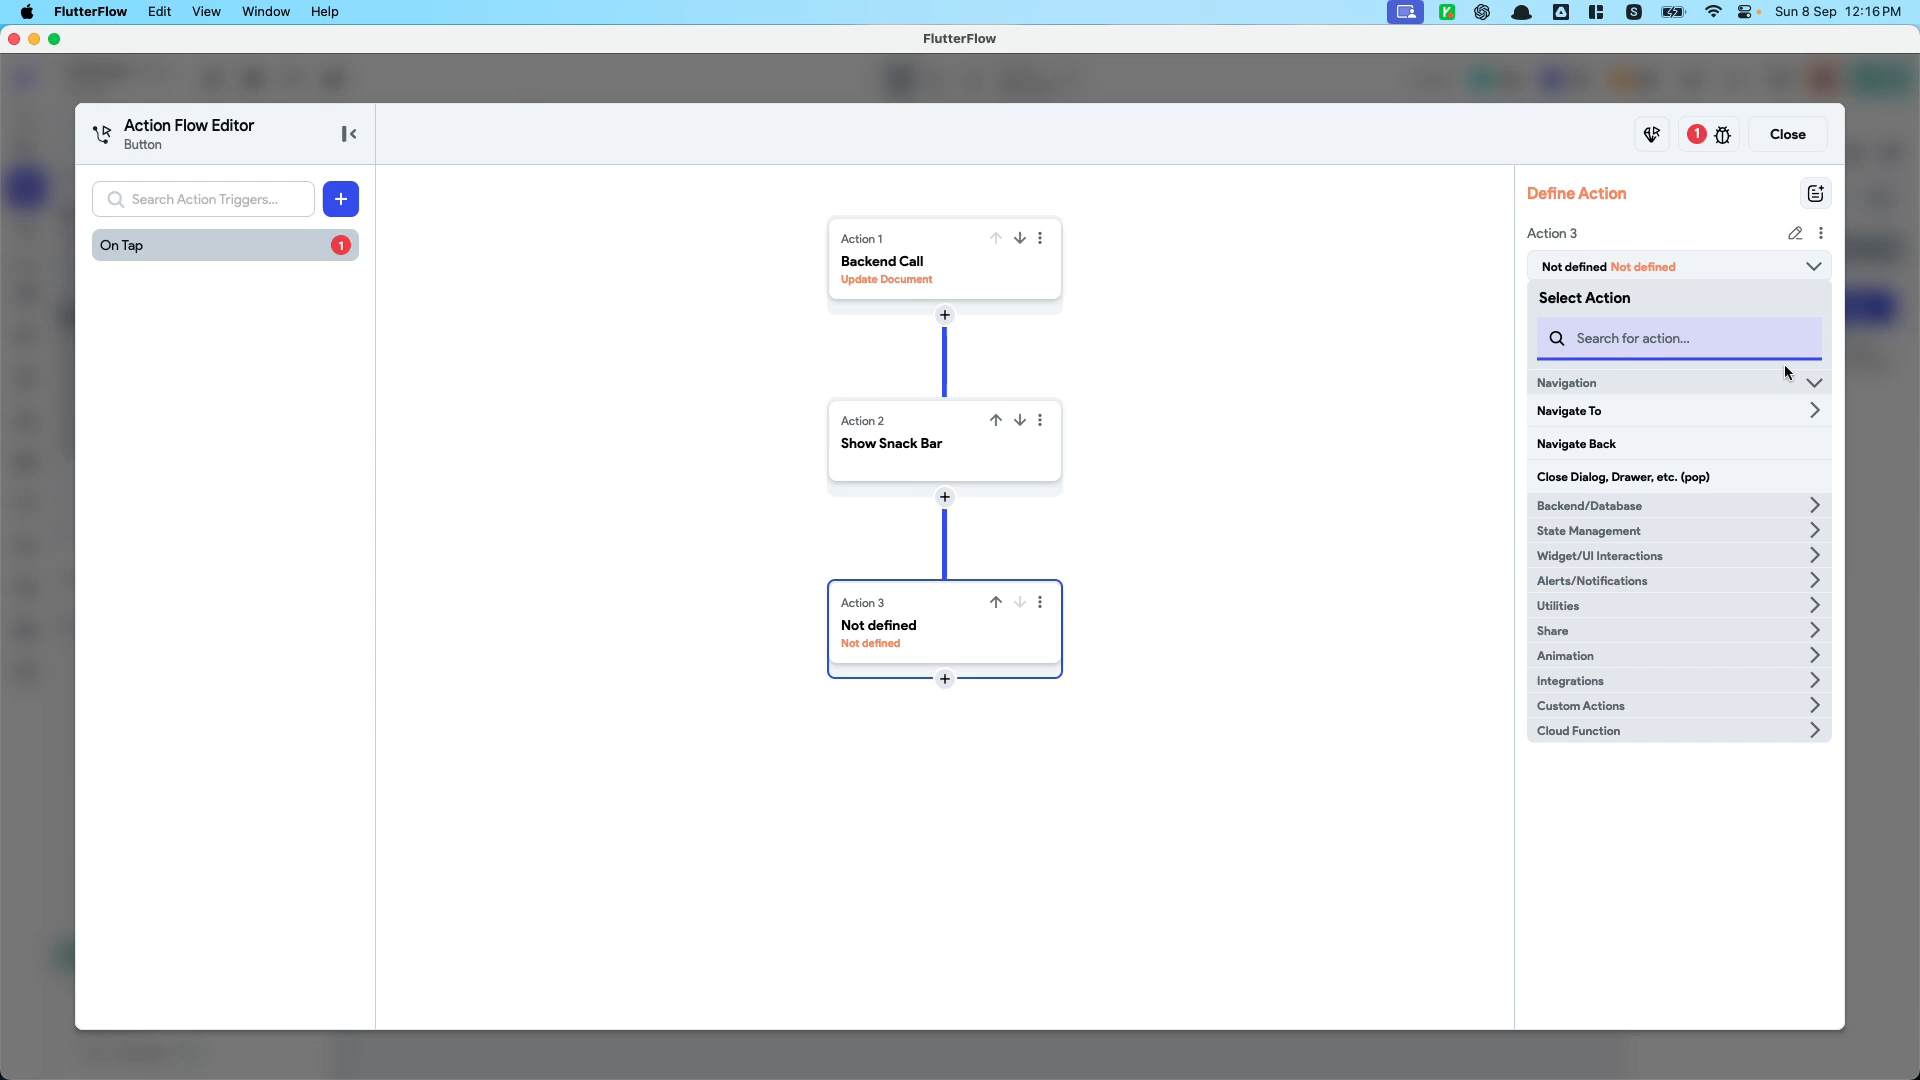 FlutterFlow Edit View Window Help Sun 8 Sep 12:16 PM
FlutterFlow
Action Flow Editor
Button
1
Close
Search Action Triggers...
+
On Tap
1
Action 1
Backend Call
Update Document
+
Action 2
Show Snack Bar
+
Action 3
Not defined
Not defined
+
Define Action
Action 3
Not defined Not defined
Select Action
Search for action...
Navigation
Navigate To
Navigate Back
Close Dialog, Drawer, etc. (pop)
Backend/Database
State Management
Widget/UI Interactions
Alerts/Notifications
Utilities
Share
Animation
Integrations
Custom Actions
Cloud Function